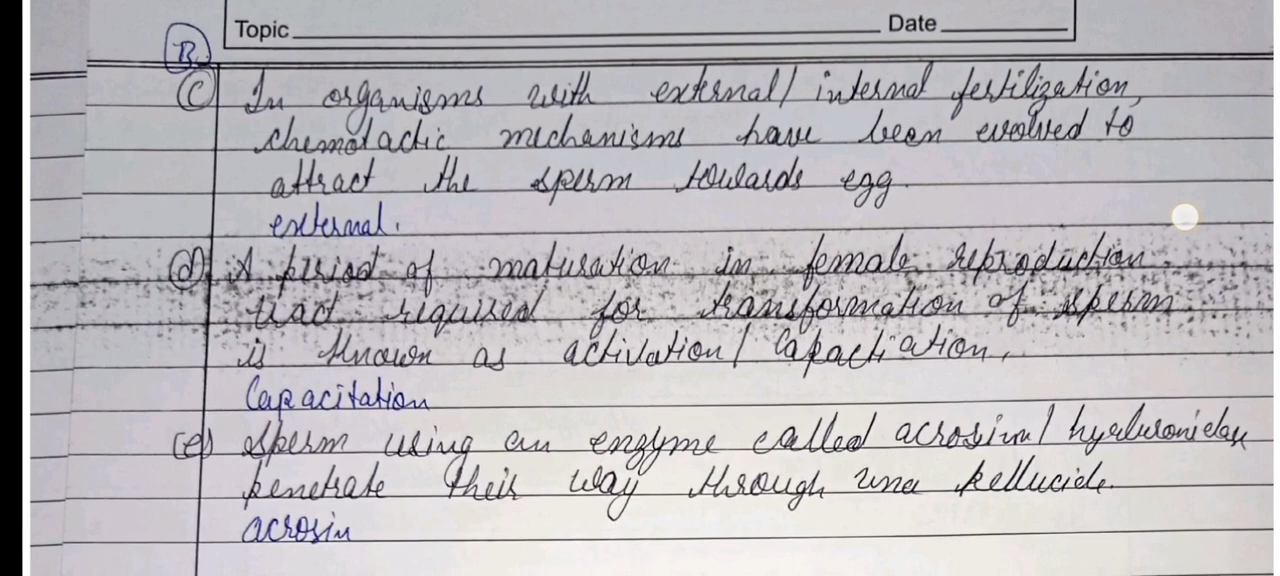 Topic Date
B.
(c) In organisms with external/ internal fertilization,
chemotactic mechanisms have been evolved to
attract the sperm towards egg.
external.
(d) A period of maturation in female reproduction
tract required for transformation of sperm
is known as activation/ Capacitiation.
Capacitation
(e) Sperm using an enzyme called acrosin/ hyaluronidase
penetrate their way through zona pellucida.
acrosin